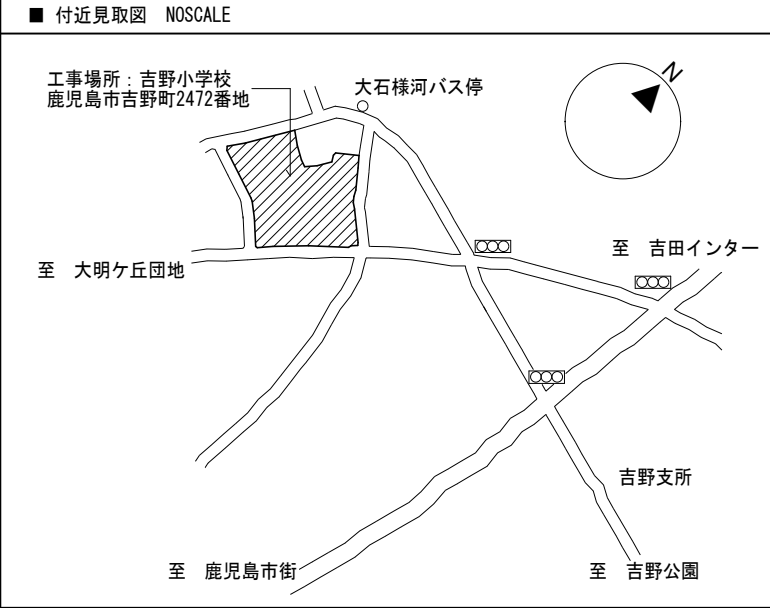 ■ 付近見取図 NOSCALE
工事場所：吉野小学校
鹿児島市吉野町2472番地
大石様河バス停
N
至 吉田インター
至 大明ケ丘団地
吉野支所
至 鹿児島市街
至 吉野公園